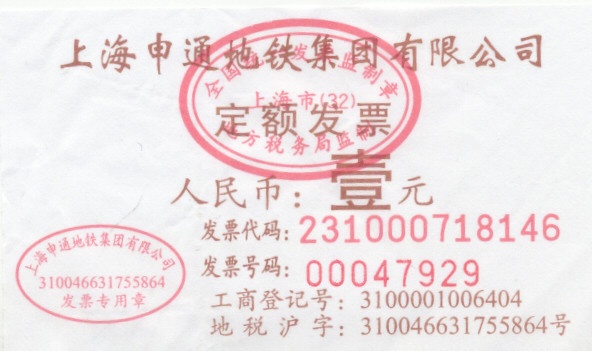 上海申通地铁集团有限公司
全国统一发票监制章
上海市(32)
地方税务局监制
定额发票
人民币：壹元
发票代码：231000718146
发票号码：00047929
上海申通地铁集团有限公司
310046631755864
发票专用章
工商登记号：3100001006404
地税沪字：310046631755864号